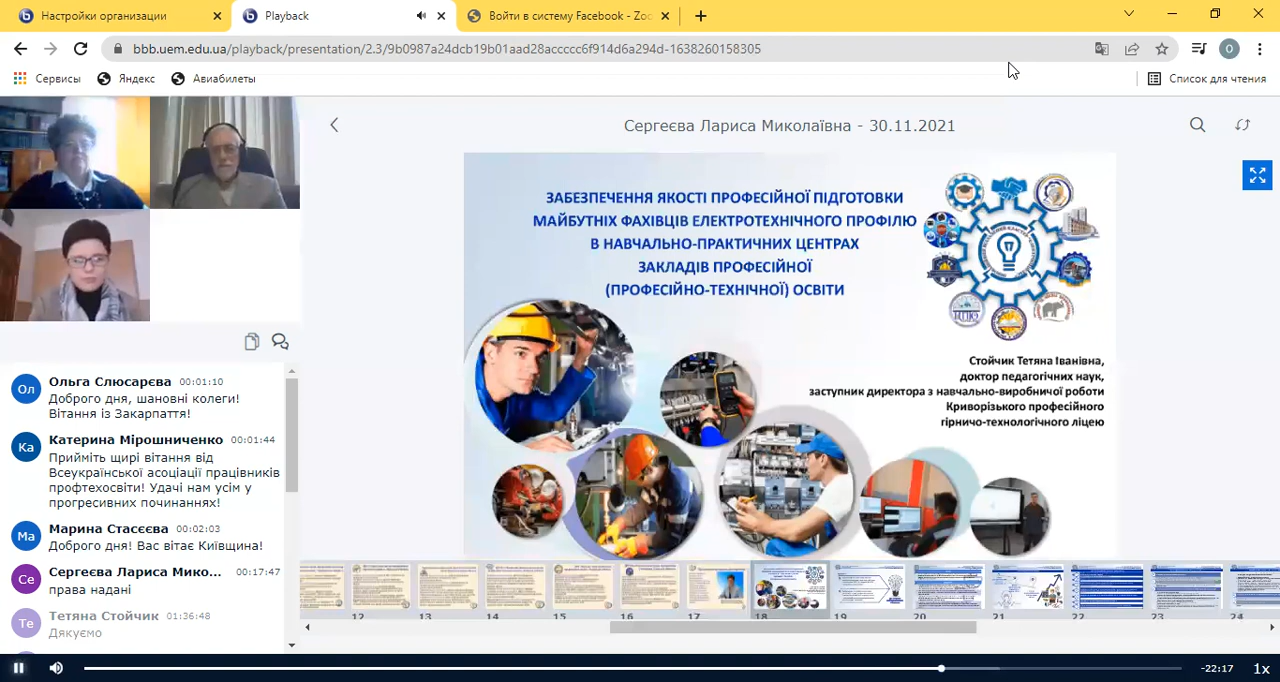 Настройки организации
Playback
Войти в систему Facebook - Zoo
bbb.uem.edu.ua/playback/presentation/2.3/9b0987a24dcb19b01aad28accccc6f914d6a294d-1638260158305
O
Сервисы
Яндекс
Авиабилеты
Список для чтения
Сергеєва Лариса Миколаївна - 30.11.2021
ЗАБЕЗПЕЧЕННЯ ЯКОСТІ ПРОФЕСІЙНОЇ ПІДГОТОВКИ
МАЙБУТНІХ ФАХІВЦІВ ЕЛЕКТРОТЕХНІЧНОГО ПРОФІЛЮ
В НАВЧАЛЬНО-ПРАКТИЧНИХ ЦЕНТРАХ
ЗАКЛАДІВ ПРОФЕСІЙНОЇ
(ПРОФЕСІЙНО-ТЕХНІЧНОЇ) ОСВІТИ
Стойчик Тетяна Іванівна,
доктор педагогічних наук,
заступник директора з навчально-виробничої роботи
Криворізького професійного
гірничо-технологічного ліцею
Ол
Ольга Слюсарєва 00:01:10
Доброго дня, шановні колеги!
Вітання із Закарпаття!
Ка
Катерина Мірошниченко 00:01:44
Прийміть щирі вітання від
Всеукраїнської асоціації працівників
профтехосвіти! Удачі нам усім у
прогресивних починаннях!
Ма
Марина Стасєєва 00:02:03
Доброго дня! Вас вітає Київщина!
Се
Сергеєва Лариса Мико... 00:17:47
права надані
Те
Тетяна Стойчик 01:36:48
Дякуємо
12
13
14
15
16
17
18
19
20
21
22
23
24
-22:17
1x